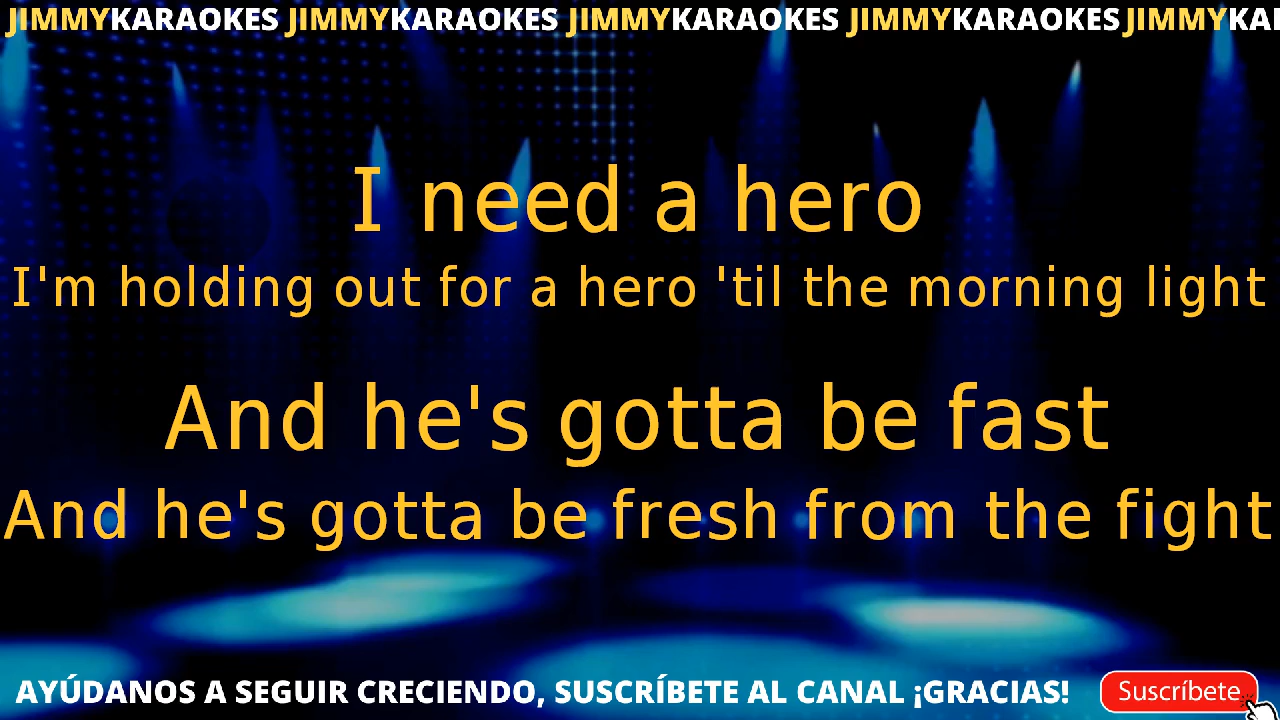 JIMMYKARAOKES JIMMYKARAOKES JIMMYKARAOKES JIMMYKARAOKES JIMMYKA
I need a hero
I'm holding out for a hero 'til the morning light
And he's gotta be fast
And he's gotta be fresh from the fight
AYÚDANOS A SEGUIR CRECIENDO, SUSCRÍBETE AL CANAL ¡GRACIAS! Suscríbete